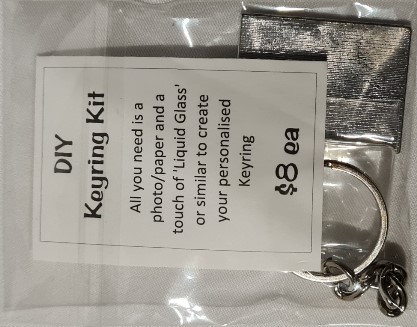 DIY
Keyring Kit
All you need is a
photo/paper and a
touch of 'Liquid Glass'
or similar to create
your personalised
Keyring
$8 ea